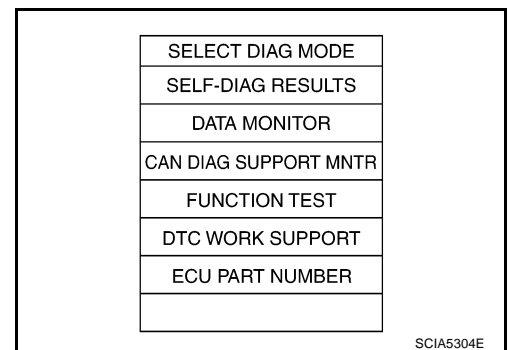 SELECT DIAG MODE
SELF-DIAG RESULTS
DATA MONITOR
CAN DIAG SUPPORT MNTR
FUNCTION TEST
DTC WORK SUPPORT
ECU PART NUMBER
SCIA5304E